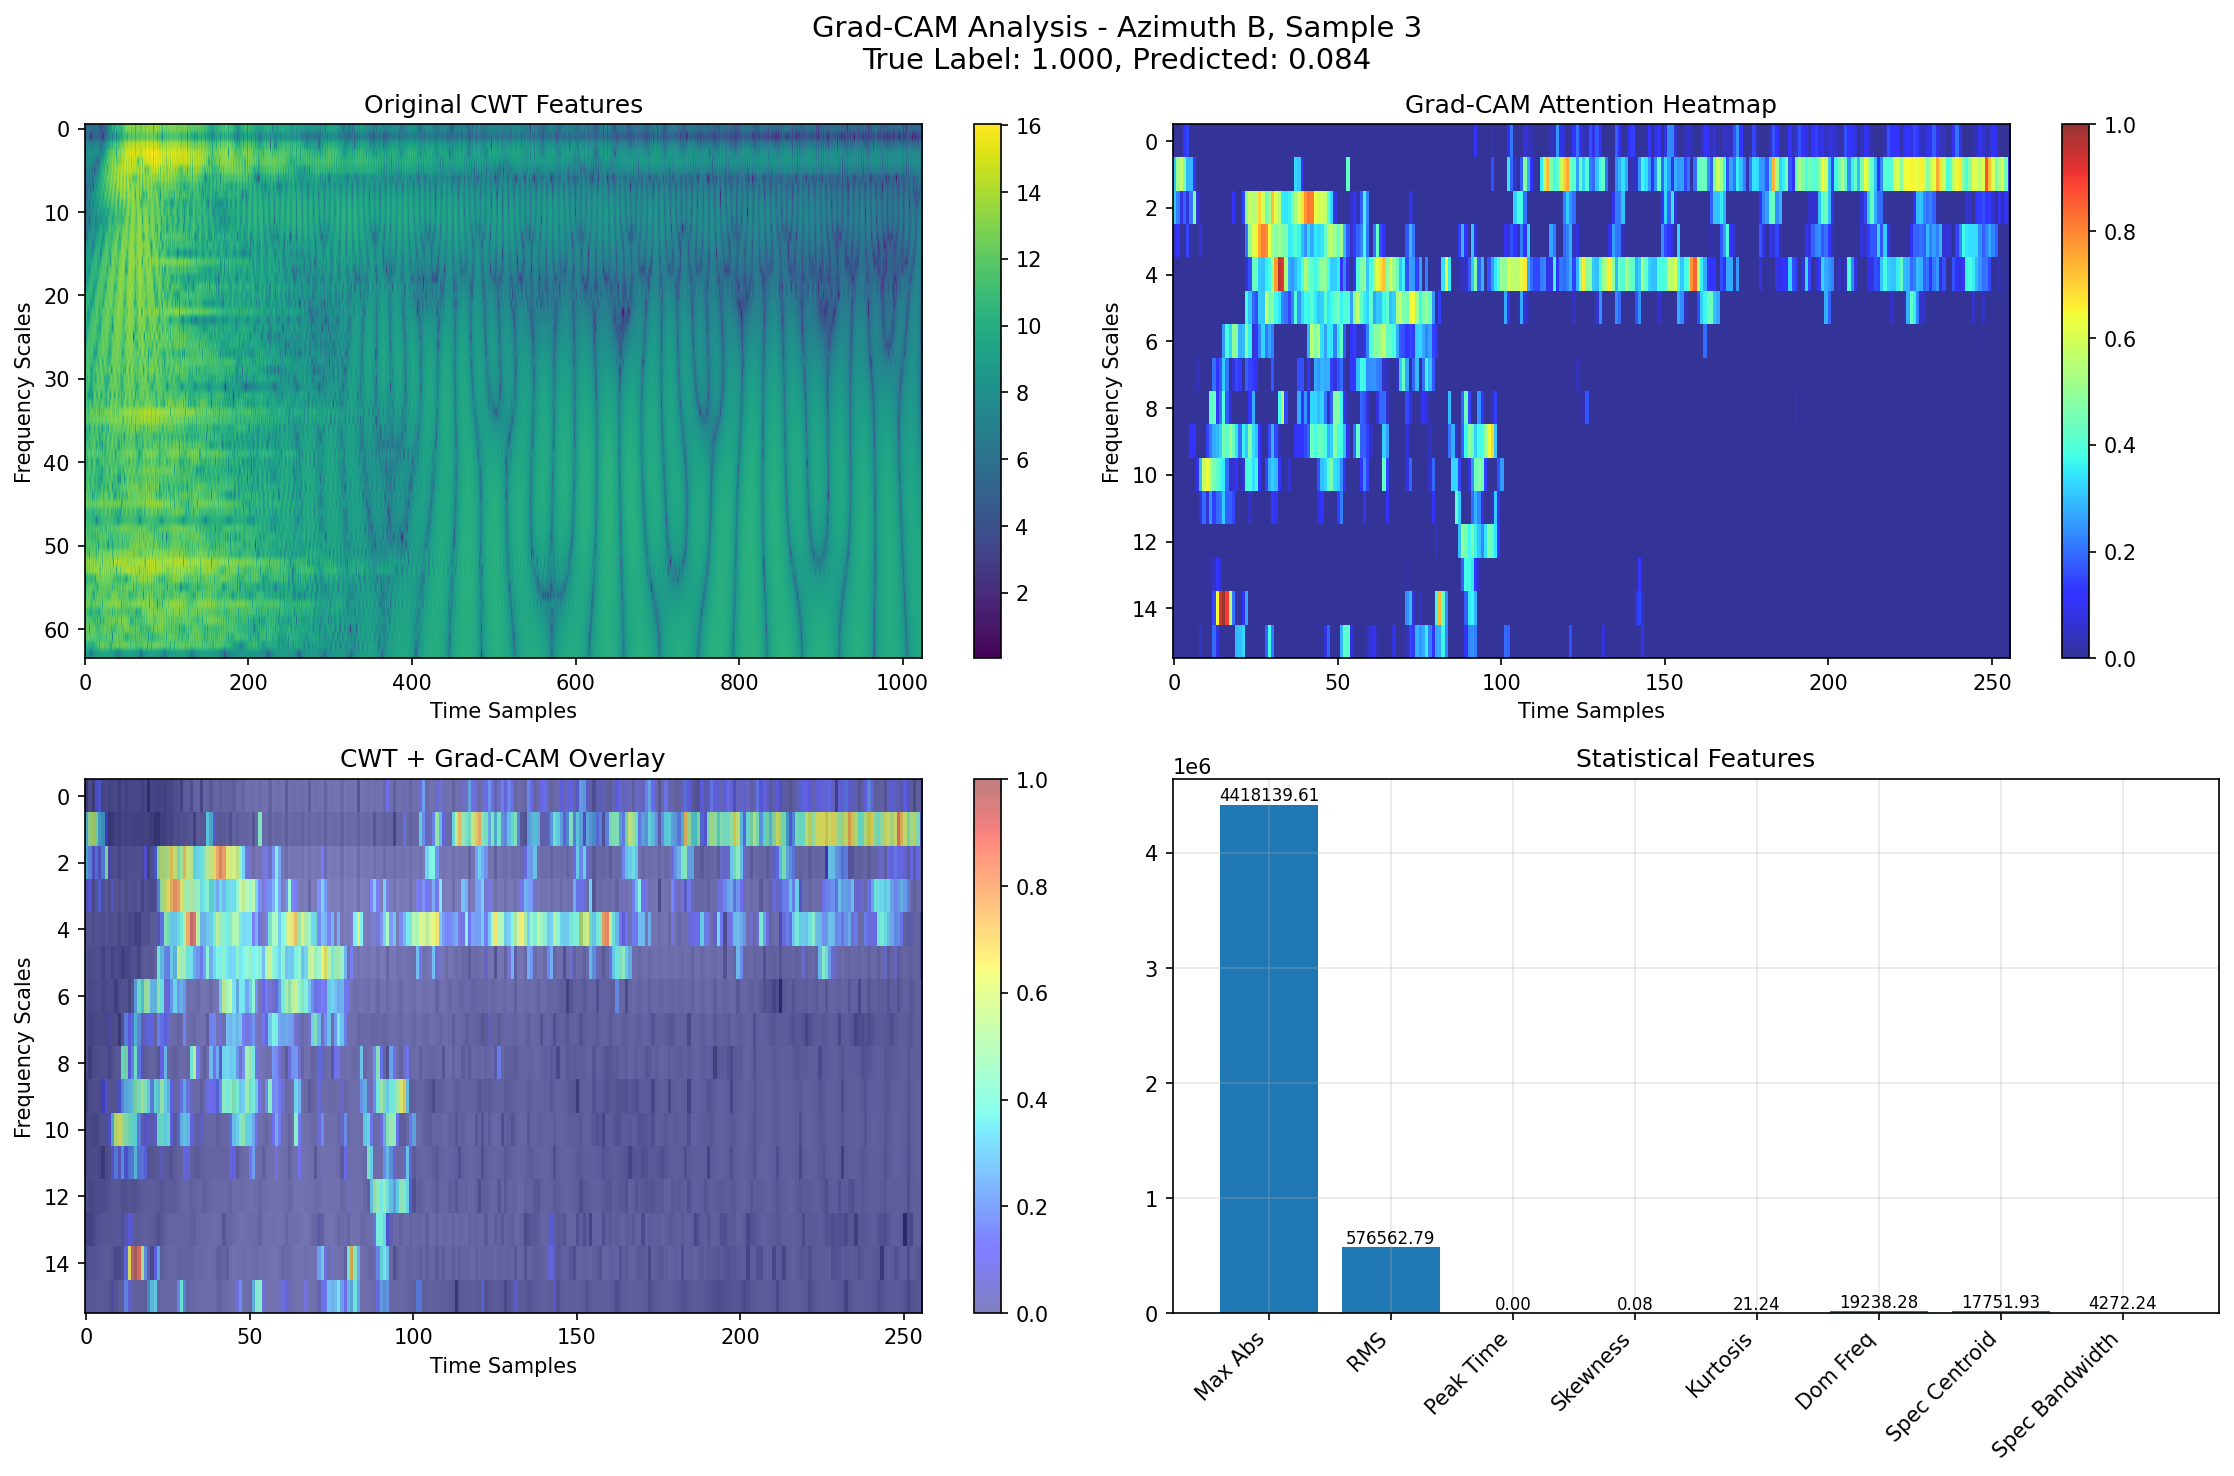 Grad-CAM Analysis - Azimuth B, Sample 3
True Label: 1.000, Predicted: 0.084
Original CWT Features
Frequency Scales
0
10
20
30
40
50
60
0 200 400 600 800 1000
Time Samples
16
14
12
10
8
6
4
2
Grad-CAM Attention Heatmap
Frequency Scales
0
2
4
6
8
10
12
14
0 50 100 150 200 250
Time Samples
1.0
0.8
0.6
0.4
0.2
0.0
CWT + Grad-CAM Overlay
Frequency Scales
0
2
4
6
8
10
12
14
0 50 100 150 200 250
Time Samples
1.0
0.8
0.6
0.4
0.2
0.0
Statistical Features
1e6
4
3
2
1
0
4418139.61
576562.79
0.00
0.08
21.24
19238.28
17751.93
4272.24
Max Abs
RMS
Peak Time
Skewness
Kurtosis
Dom Freq
Spec Centroid
Spec Bandwidth